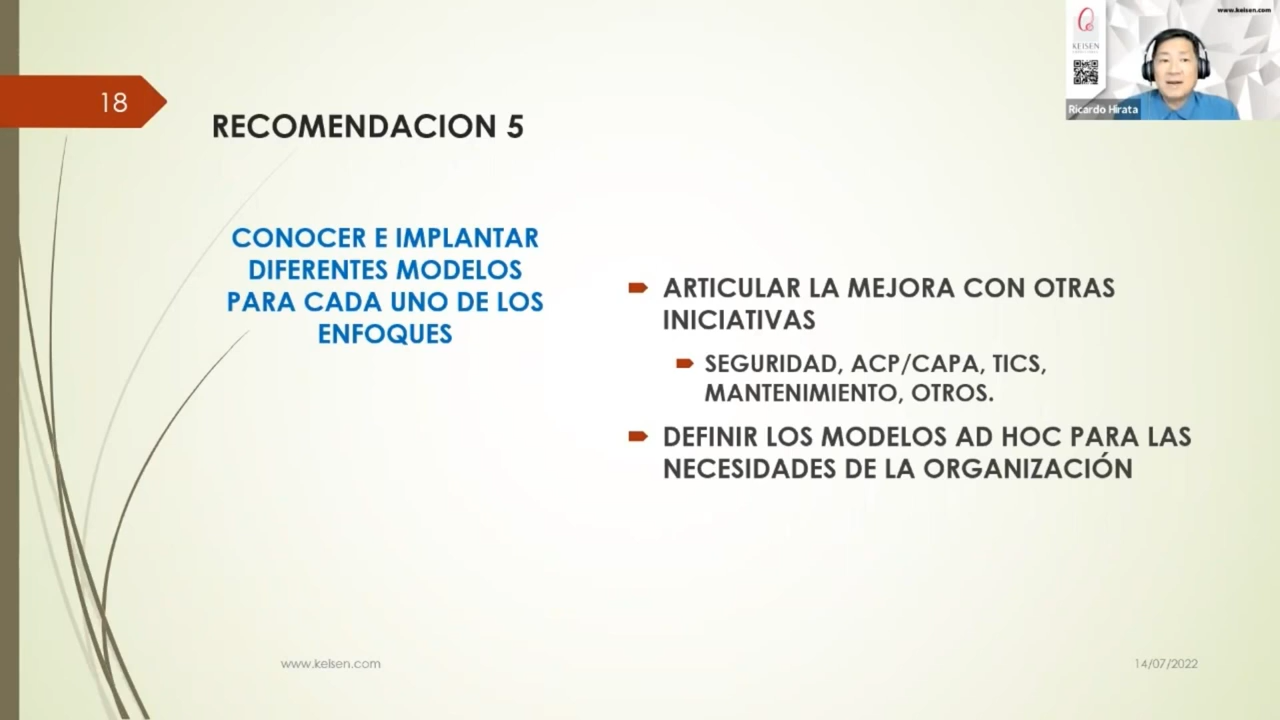 18
RECOMENDACION 5
CONOCER E IMPLANTAR
DIFERENTES MODELOS
PARA CADA UNO DE LOS
ENFOQUES
ARTICULAR LA MEJORA CON OTRAS
INICIATIVAS
SEGURIDAD, ACP/CAPA, TICS,
MANTENIMIENTO, OTROS.
DEFINIR LOS MODELOS AD HOC PARA LAS
NECESIDADES DE LA ORGANIZACIÓN
www.keisen.com
14/07/2022
www.keisen.com
KEISEN
Ricardo Hirata